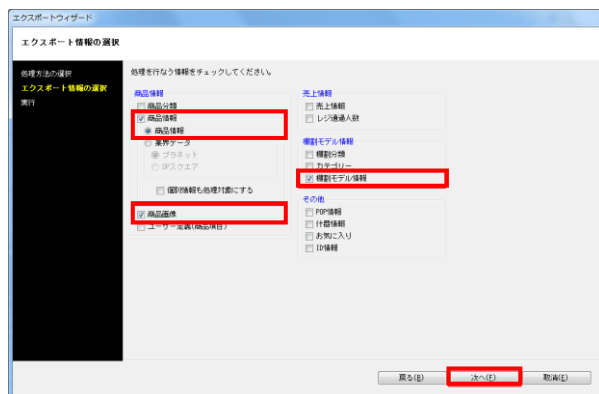 エクスポートウィザード
エクスポート情報の選択
処理方法の選択
エクスポート情報の選択
実行
処理を行なう情報をチェックしてください。
商品情報
商品分類
商品情報
商品情報
業界データ
プラネット
JPスクエア
個別情報も処理対象にする
商品画像
ユーザー定義(商品項目)
売上情報
売上情報
レジ通過人数
棚割モデル情報
棚割分類
カテゴリー
棚割モデル情報
その他
POP情報
什器情報
お気に入り
ID情報
戻る(B)
次へ(F)
取消(E)